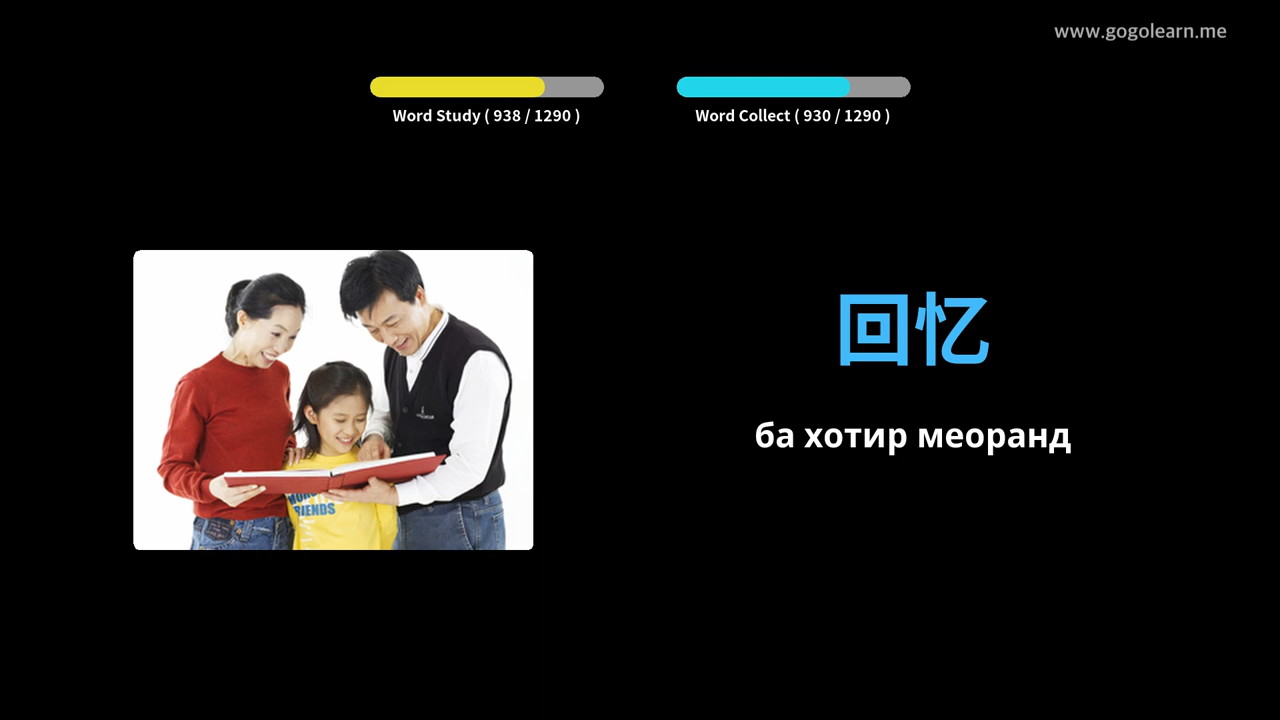 www.gogolearn.me
Word Study ( 938 / 1290 )
Word Collect ( 930 / 1290 )
回忆
ба хотир меоранд